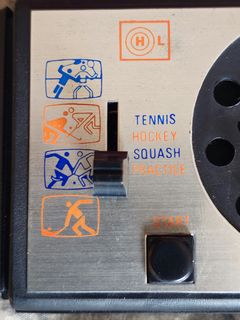 H L
TENNIS
HOCKEY
SQUASH
PRACTICE
START